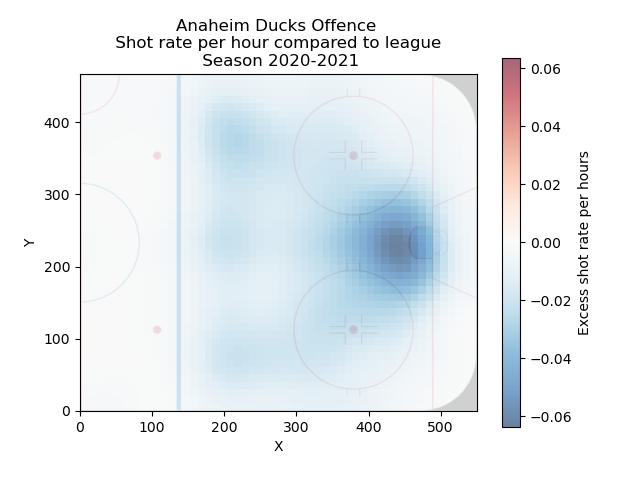 Anaheim Ducks Offence
Shot rate per hour compared to league
Season 2020-2021
Y
400
300
200
100
0
0 100 200 300 400 500
X
0.06
0.04
0.02
0.00
−0.02
−0.04
−0.06
Excess shot rate per hours